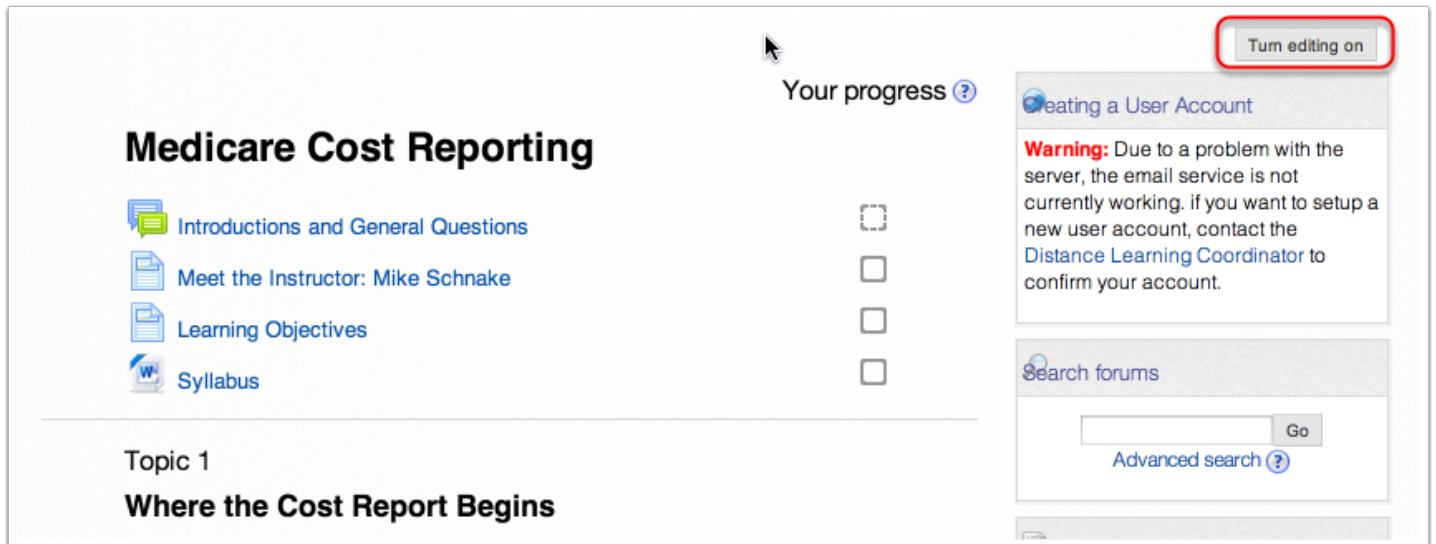 Turn editing on
Your progress ?
Medicare Cost Reporting
Introductions and General Questions
Meet the Instructor: Mike Schnake
Learning Objectives
W Syllabus
Topic 1
Where the Cost Report Begins
Creating a User Account
Warning: Due to a problem with the
server, the email service is not
currently working. if you want to setup a
new user account, contact the
Distance Learning Coordinator to
confirm your account.
Search forums
Go
Advanced search ?